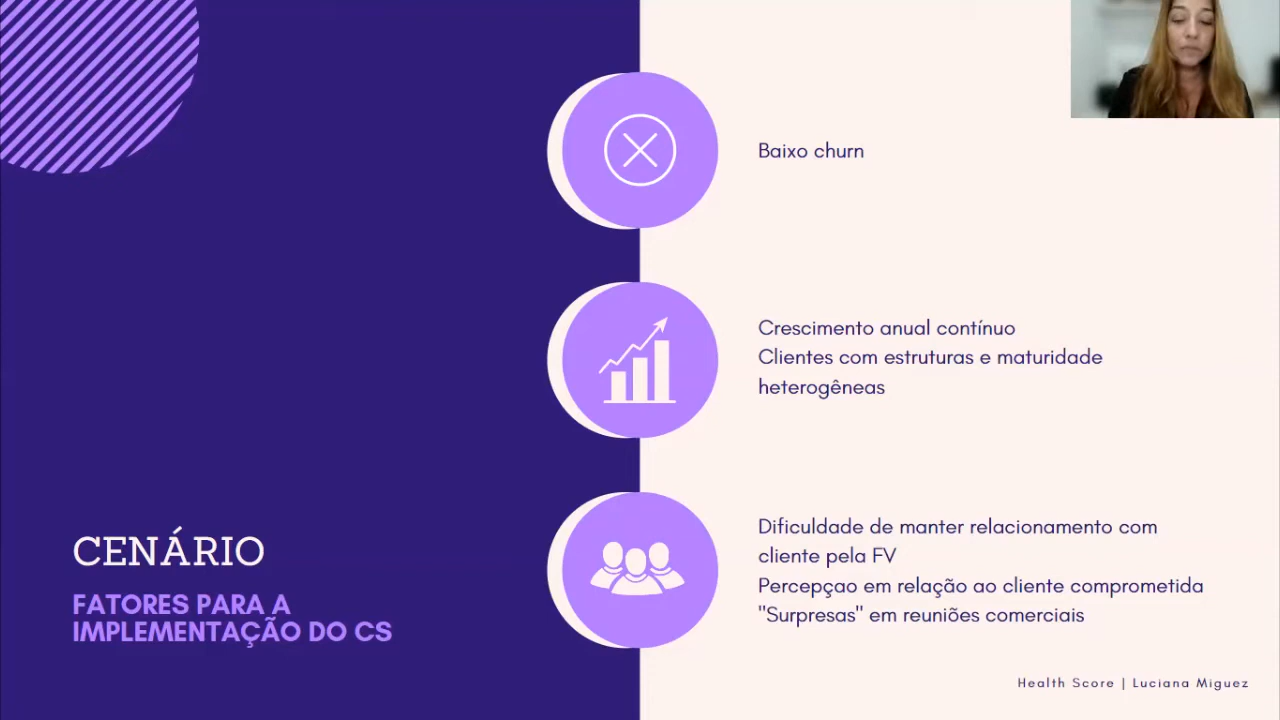 Baixo churn
Crescimento anual contínuo
Clientes com estruturas e maturidade
heterogêneas
CENÁRIO
FATORES PARA A
IMPLEMENTAÇÃO DO CS
Dificuldade de manter relacionamento com
cliente pela FV
Percepçao em relação ao cliente comprometida
"Surpresas" em reuniões comerciais
Health Score | Luciana Miguez